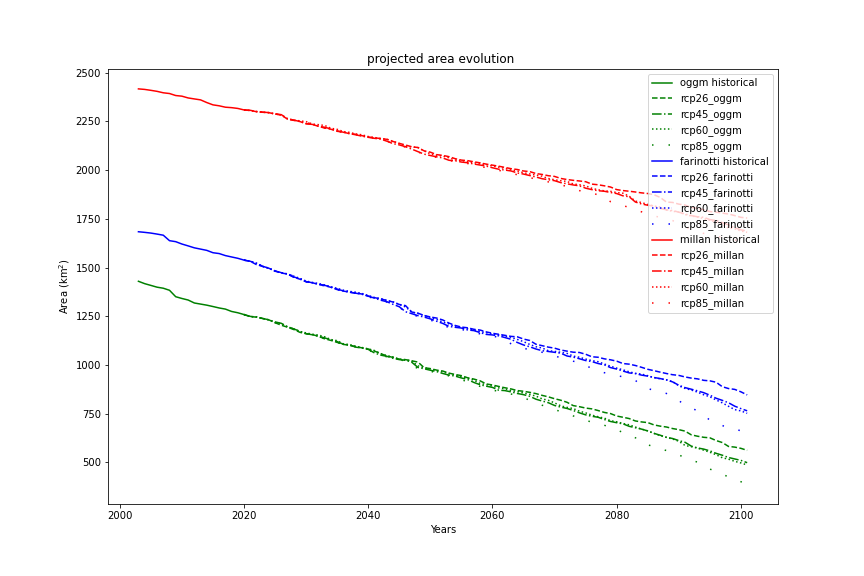 projected area evolution
2500
2250
2000
1750
1500
1250
1000
750
500
Area (km²)
2000
2020
2040
2060
2080
2100
Years
oggm historical
rcp26_oggm
rcp45_oggm
rcp60_oggm
rcp85_oggm
farinotti historical
rcp26_farinotti
rcp45_farinotti
rcp60_farinotti
rcp85_farinotti
millan historical
rcp26_millan
rcp45_millan
rcp60_millan
rcp85_millan